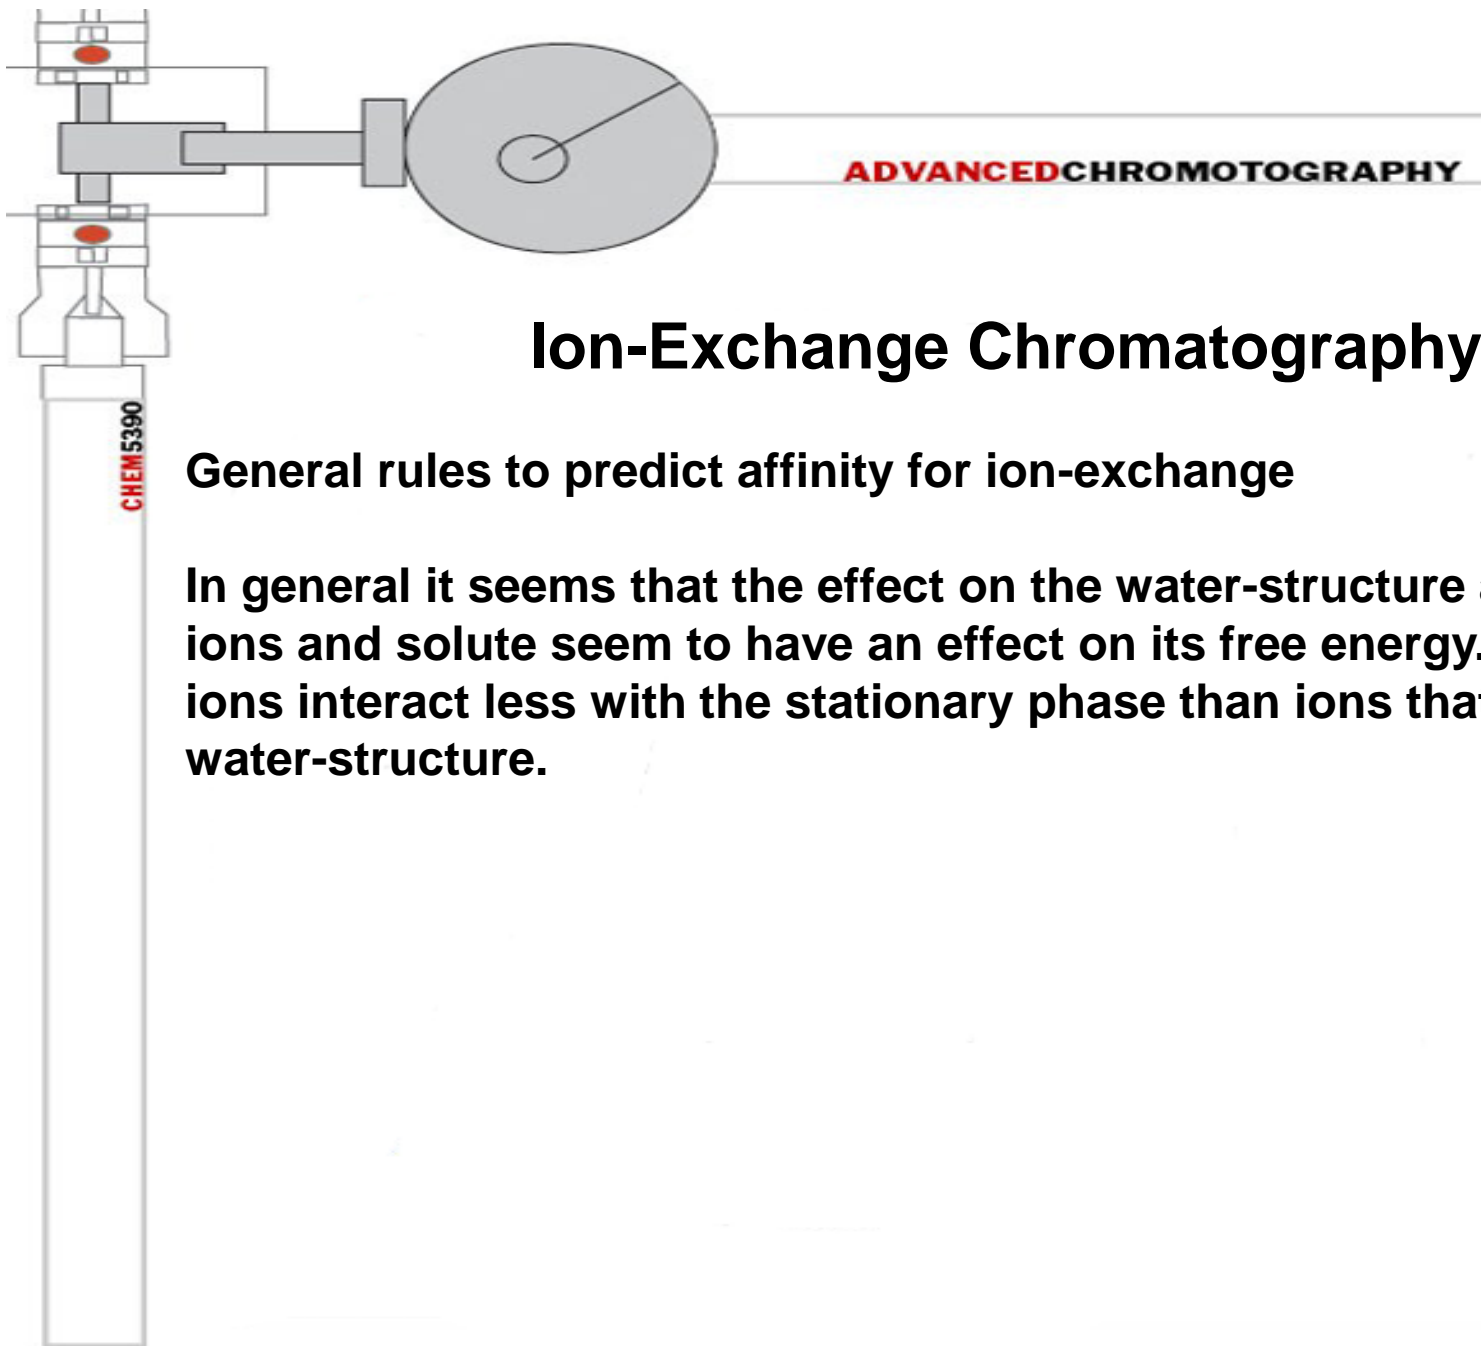 ADVANCEDCHROMOTOGRAPHY
Ion-Exchange Chromatography
CHEM5390
General rules to predict affinity for ion-exchange
In general it seems that the effect on the water-structure
ions and solute seem to have an effect on its free energy.
ions interact less with the stationary phase than ions that
water-structure.